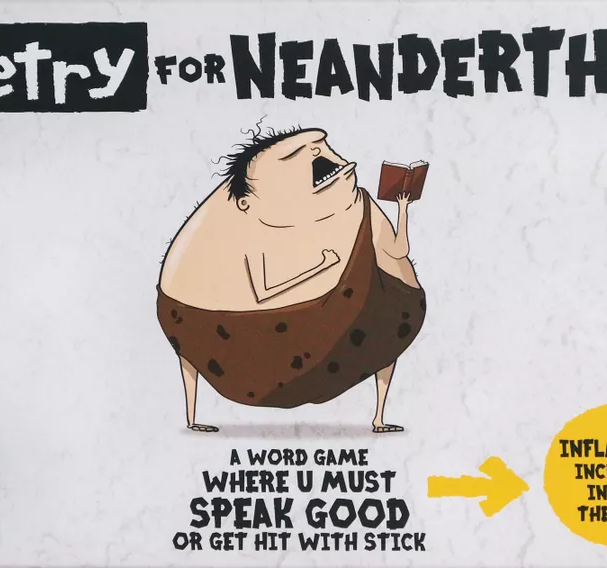 etry FOR NEANDERTH
A WORD GAME
WHERE U MUST
SPEAK GOOD
OR GET HIT WITH STICK
INFLA
INC
IN
THE